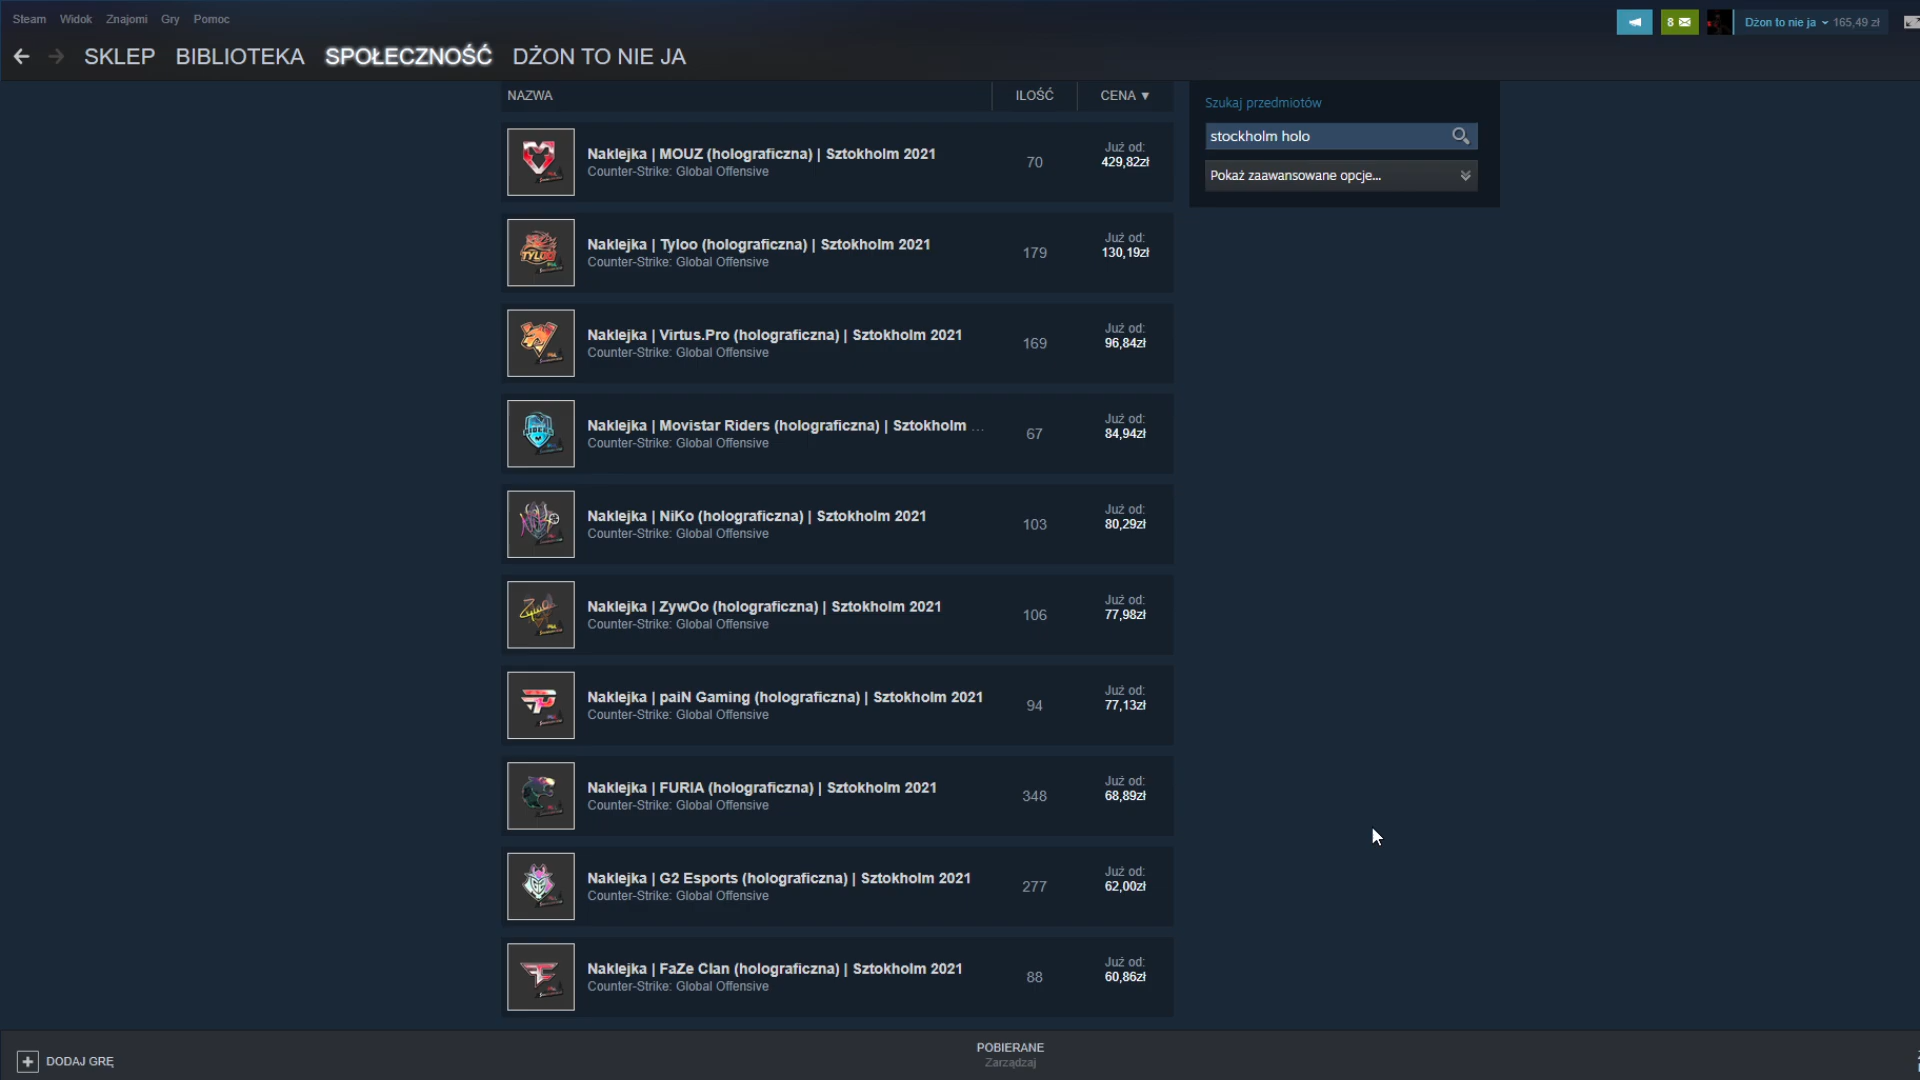 Steam Widok Znajomi Gry Pomoc
8 Dżon to nie ja 165,49 zł
SKLEP BIBLIOTEKA SPOŁECZNOŚĆ DŻON TO NIE JA
NAZWA ILOŚĆ CENA ▼
Naklejka | MOUZ (holograficzna) | Sztokholm 2021
Counter-Strike: Global Offensive
70
Już od:
429,82zł
Naklejka | Tyloo (holograficzna) | Sztokholm 2021
Counter-Strike: Global Offensive
179
Już od:
130,19zł
Naklejka | Virtus.Pro (holograficzna) | Sztokholm 2021
Counter-Strike: Global Offensive
169
Już od:
96,84zł
Naklejka | Movistar Riders (holograficzna) | Sztokholm ...
Counter-Strike: Global Offensive
67
Już od:
84,94zł
Naklejka | NiKo (holograficzna) | Sztokholm 2021
Counter-Strike: Global Offensive
103
Już od:
80,29zł
Naklejka | ZywOo (holograficzna) | Sztokholm 2021
Counter-Strike: Global Offensive
106
Już od:
77,98zł
Naklejka | paiN Gaming (holograficzna) | Sztokholm 2021
Counter-Strike: Global Offensive
94
Już od:
77,13zł
Naklejka | FURIA (holograficzna) | Sztokholm 2021
Counter-Strike: Global Offensive
348
Już od:
68,89zł
Naklejka | G2 Esports (holograficzna) | Sztokholm 2021
Counter-Strike: Global Offensive
277
Już od:
62,00zł
Naklejka | FaZe Clan (holograficzna) | Sztokholm 2021
Counter-Strike: Global Offensive
88
Już od:
60,86zł
Szukaj przedmiotów
stockholm holo
Pokaż zaawansowane opcje...
DODAJ GRĘ
POBIERANE
Zarządzaj